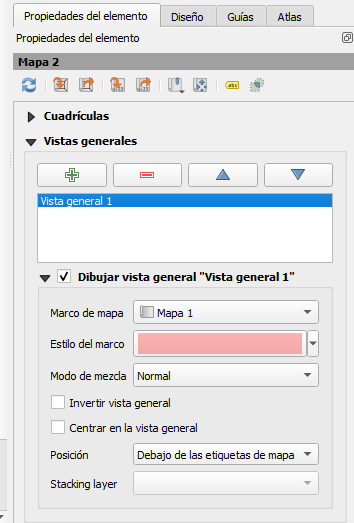 Propiedades del elemento Diseño Guías Atlas
Propiedades del elemento
Mapa 2
abc
Cuadrículas
Vistas generales
Vista general 1
Dibujar vista general "Vista general 1"
Marco de mapa Mapa 1
Estilo del marco
Modo de mezcla Normal
Invertir vista general
Centrar en la vista general
Posición Debajo de las etiquetas de mapa
Stacking layer